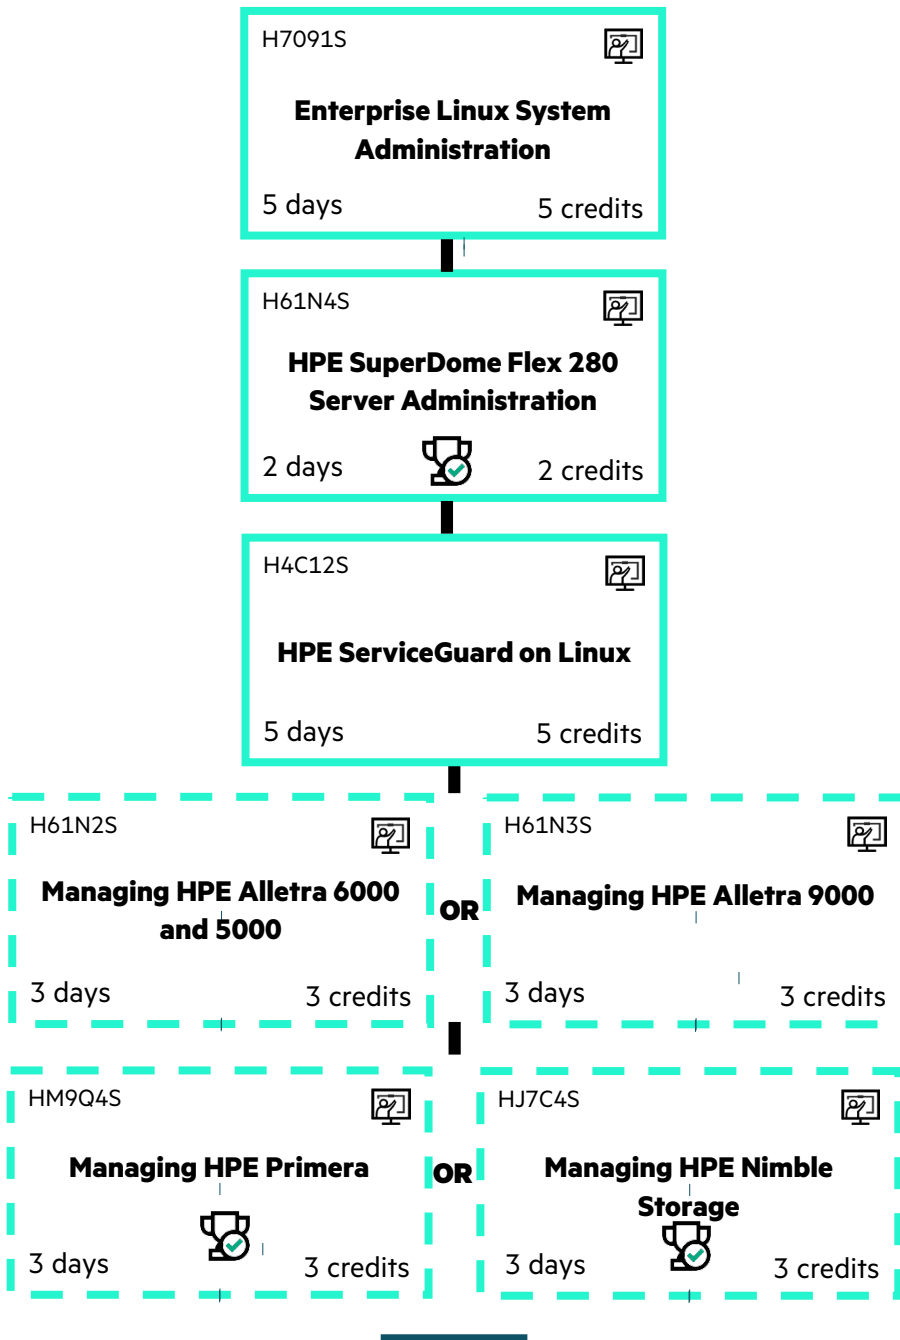 H7091S
Enterprise Linux System
Administration
5 days
5 credits
H61N4S
HPE SuperDome Flex 280
Server Administration
2 days
2 credits
H4C12S
HPE ServiceGuard on Linux
5 days
5 credits
H61N2S
Managing HPE Alletra 6000
and 5000
3 days
3 credits
OR
H61N3S
Managing HPE Alletra 9000
3 days
3 credits
HM9Q4S
Managing HPE Primera
3 days
3 credits
OR
HJ7C4S
Managing HPE Nimble
Storage
3 days
3 credits